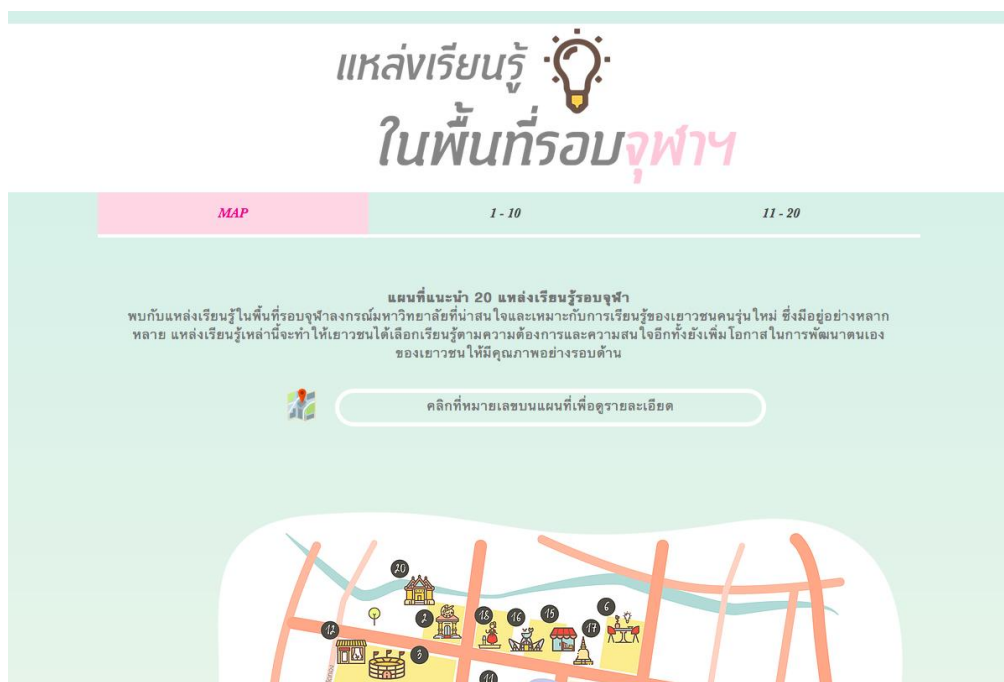 แหล่งเรียนรู้
ในพื้นที่รอบจุฬาฯ
MAP
1 - 10
11 - 20
แผนที่แนะนำ 20 แหล่งเรียนรู้รอบจุฬา
พบกับแหล่งเรียนรู้ในพื้นที่รอบจุฬาลงกรณ์มหาวิทยาลัยที่น่าสนใจและเหมาะกับการเรียนรู้ของเยาวชนคนรุ่นใหม่ ซึ่งมีอยู่อย่างหลาก
หลาย แหล่งเรียนรู้เหล่านี้จะทำให้เยาวชนได้เลือกเรียนรู้ตามความต้องการและความสนใจอีกทั้งยังเพิ่มโอกาสในการพัฒนาตนเอง
ของเยาวชนให้มีคุณภาพอย่างรอบด้าน
คลิกที่หมายเลขบนแผนที่เพื่อดูรายละเอียด
20
2
18
16
15
6
17
12
3
11